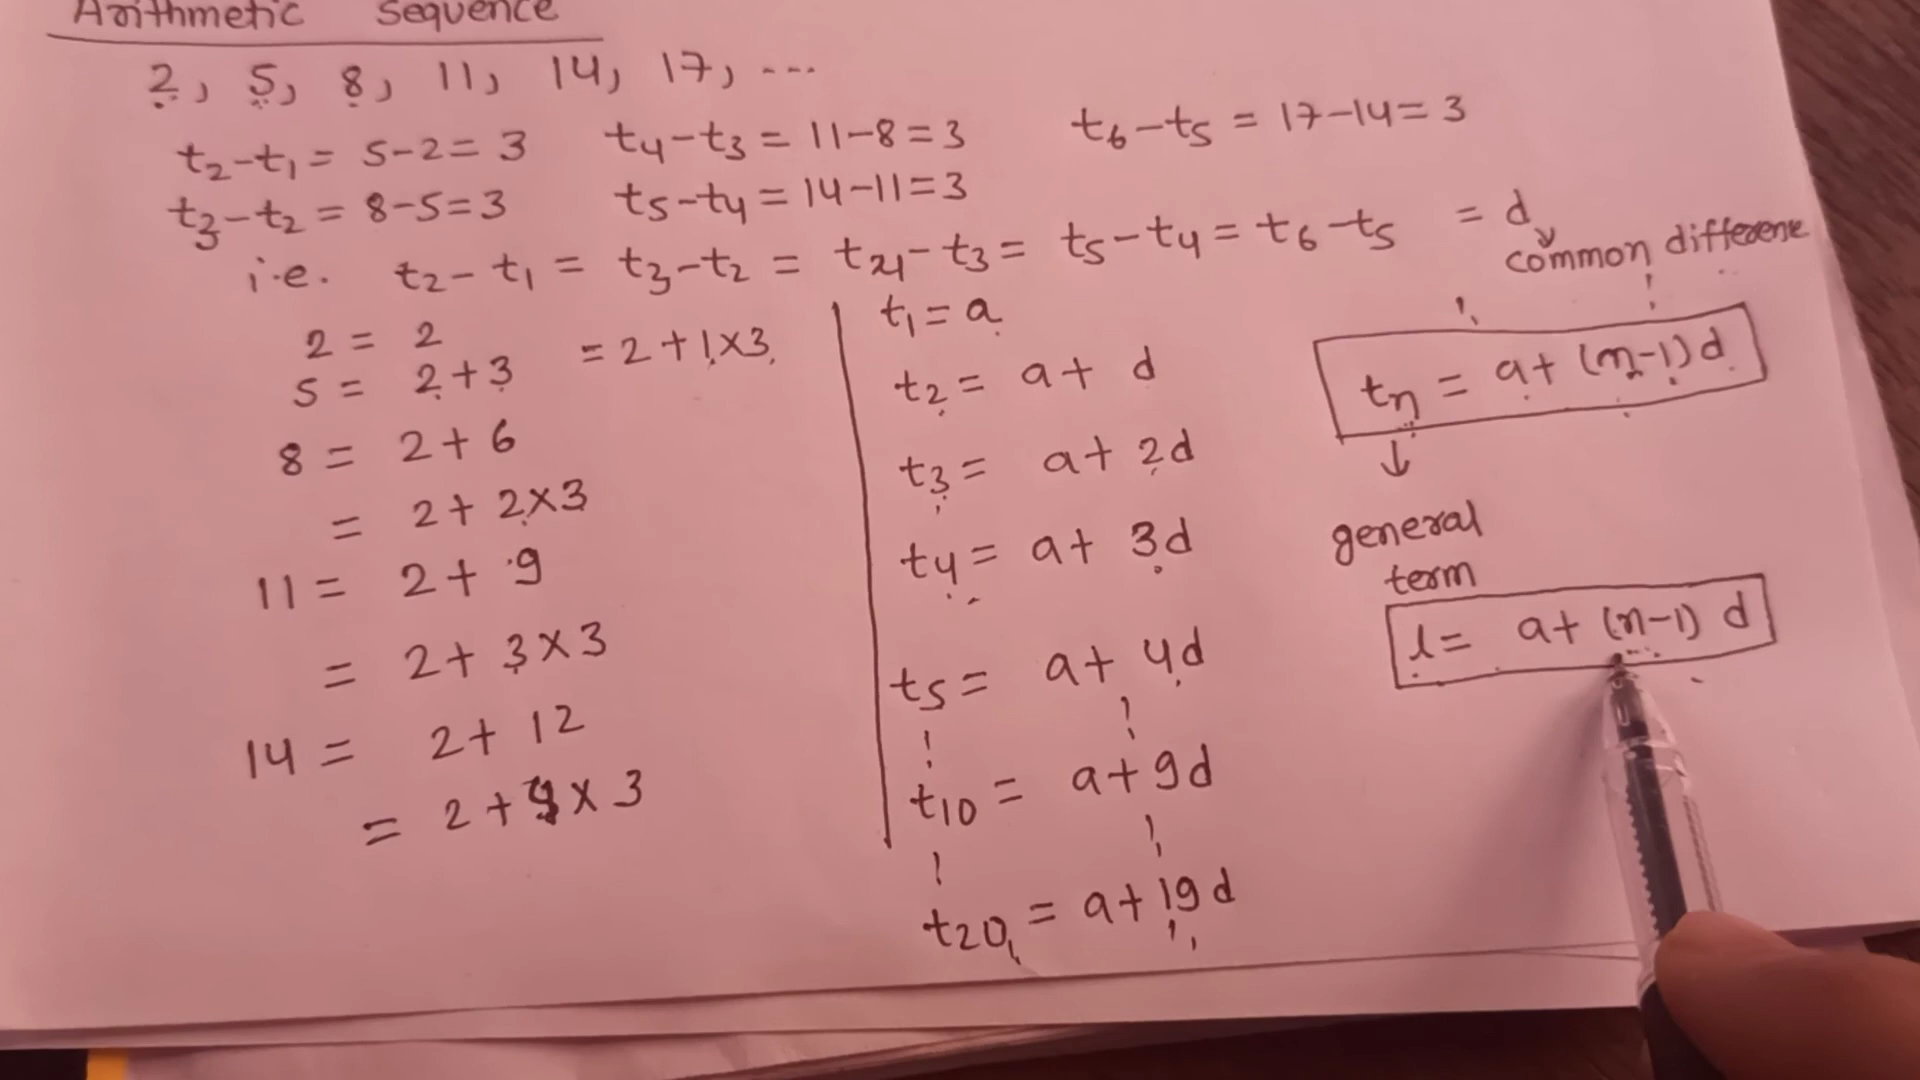 Arithmetic Sequence
2, 5, 8, 11, 14, 17, ...
t2-t1 = 5-2 = 3
t4-t3 = 11-8 = 3
t6-t5 = 17-14 = 3
t3-t2 = 8-5 = 3
t5-t4 = 14-11 = 3
i.e. t2-t1 = t3-t2 = t4-t3 = t5-t4 = t6-t5 = d
common difference
2 = 2
5 = 2+3 = 2+1×3
8 = 2+6
= 2+2×3
11 = 2+9
= 2+3×3
14 = 2+12
= 2+4×3
t1 = a
t2 = a+d
t3 = a+2d
t4 = a+3d
t5 = a+4d
t10 = a+9d
t20 = a+19d
tn = a+(n-1)d
↓
general
term
l = a+(n-1)d